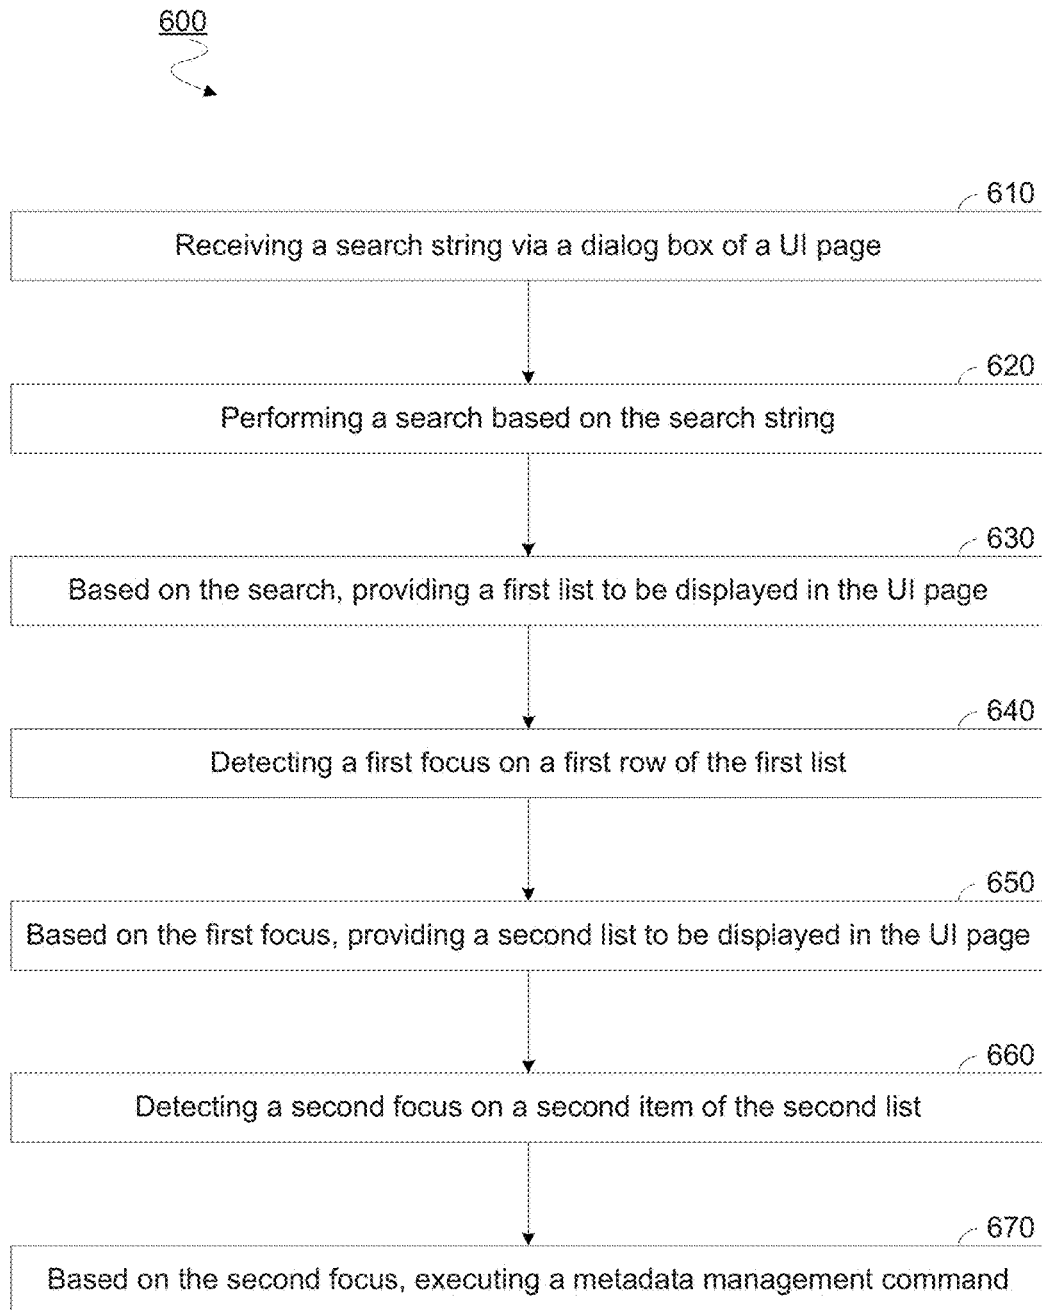 600
610
Receiving a search string via a dialog box of a UI page
620
Performing a search based on the search string
630
Based on the search, providing a first list to be displayed in the UI page
640
Detecting a first focus on a first row of the first list
650
Based on the first focus, providing a second list to be displayed in the UI page
660
Detecting a second focus on a second item of the second list
670
Based on the second focus, executing a metadata management command